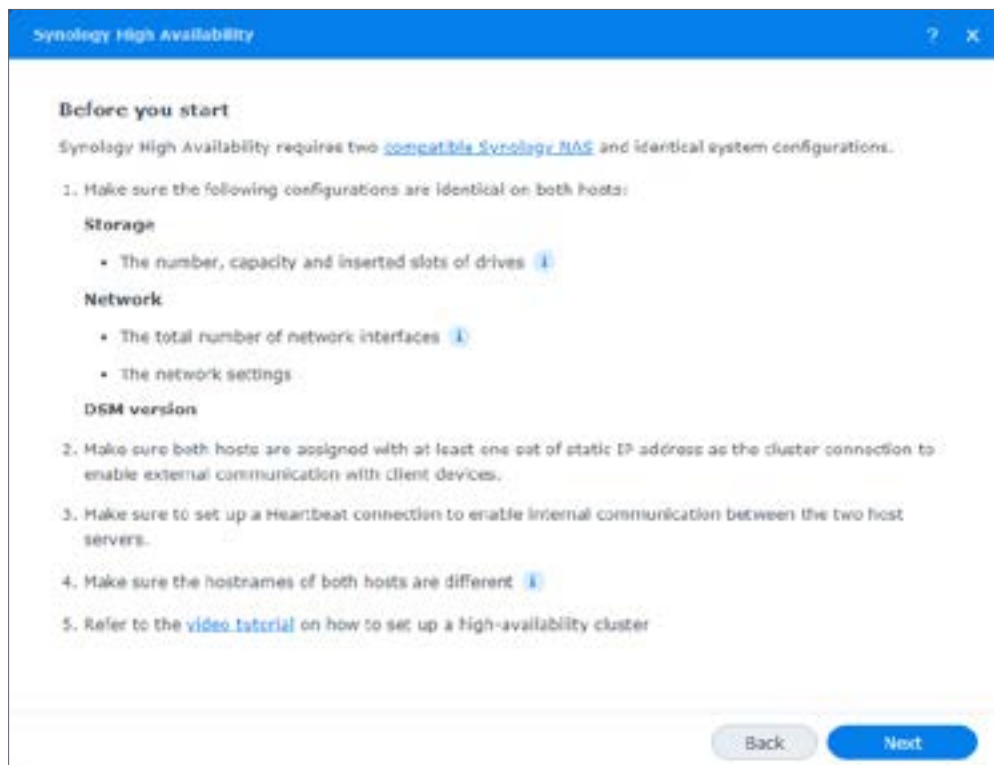 Synology High Availability
? ×
Before you start
Synology High Availability requires two compatible Synology NAS and identical system configurations.
1. Make sure the following configurations are identical on both hosts:
Storage
• The number, capacity and inserted slots of drives i
Network
• The total number of network interfaces i
• The network settings
DSM version
2. Make sure both hosts are assigned with at least one set of static IP address as the cluster connection to
enable external communication with client devices.
3. Make sure to set up a Heartbeat connection to enable internal communication between the two host
servers.
4. Make sure the hostnames of both hosts are different i
5. Refer to the video tutorial on how to set up a high-availability cluster
Back Next